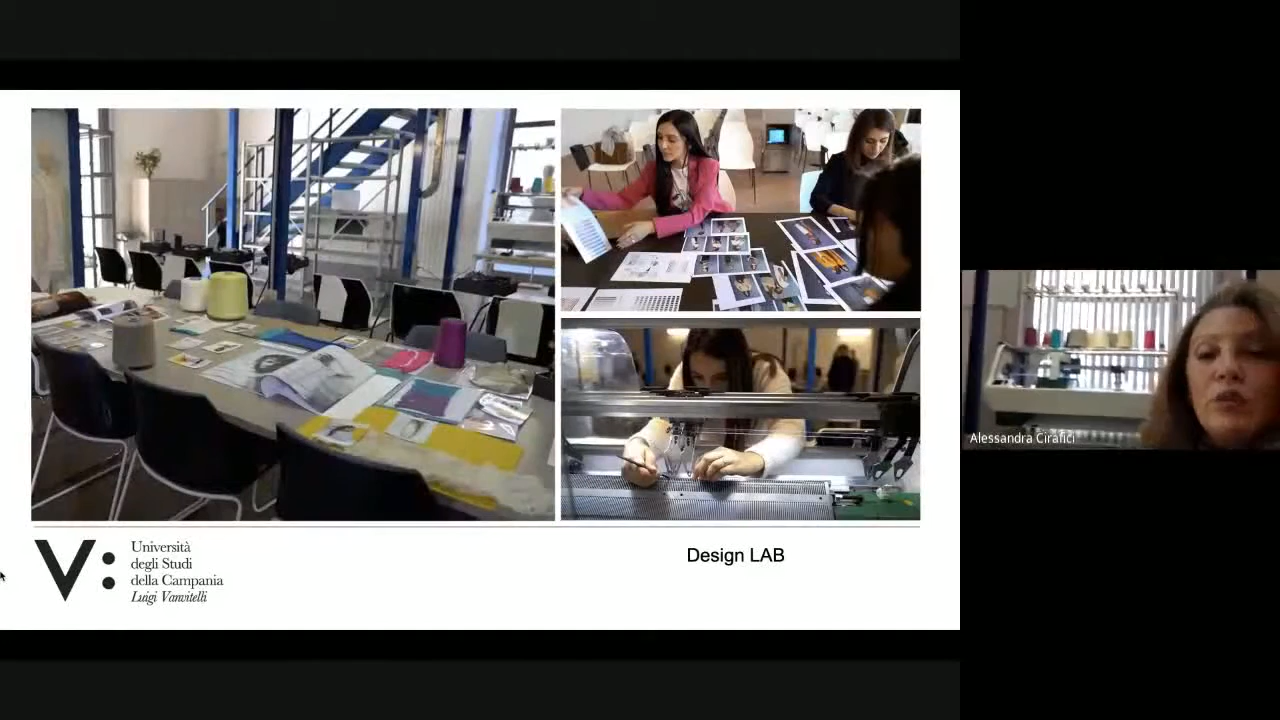 Università
degli Studi
della Campania
Luigi Vanvitelli
Design LAB
Alessandra Cirafici